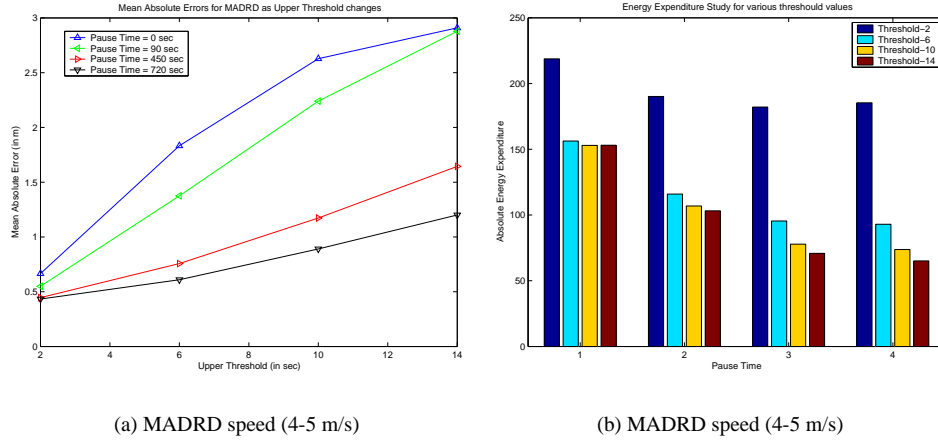 Mean Absolute Errors for MADRD as Upper Threshold changes
3
2.5
2
1.5
1
0.5
0
Mean Absolute Error (in m)
Pause Time = 0 sec
Pause Time = 90 sec
Pause Time = 450 sec
Pause Time = 720 sec
2
4
6
8
10
12
14
Upper Threshold (in sec)
(a) MADRD speed (4-5 m/s)
Energy Expenditure Study for various threshould values
300
250
200
150
100
50
0
Absolute Energy Expenditure
Threshold-2
Threshold-6
Threshold-10
Threshold-14
1
2
3
4
Pause Time
(b) MADRD speed (4-5 m/s)